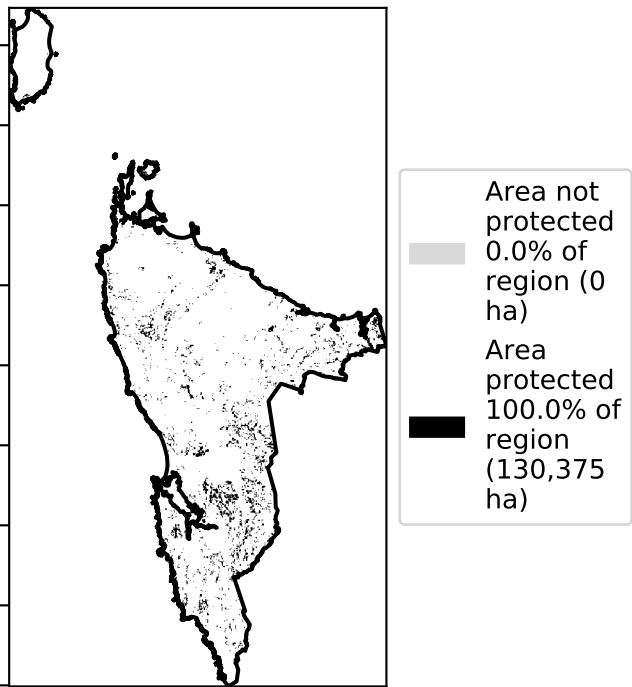 Area not
protected
0.0% of
region (0
ha)
Area
protected
100.0% of
region
(130,375
ha)